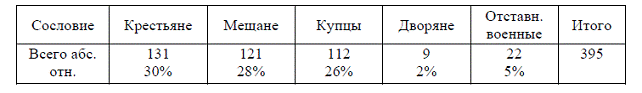 Сословие Крестьяне Мещане Купцы Дворяне Отставн. военные Итого
Всего абс. 131 121 112 9 22 395
отн. 30% 28% 26% 2% 5%